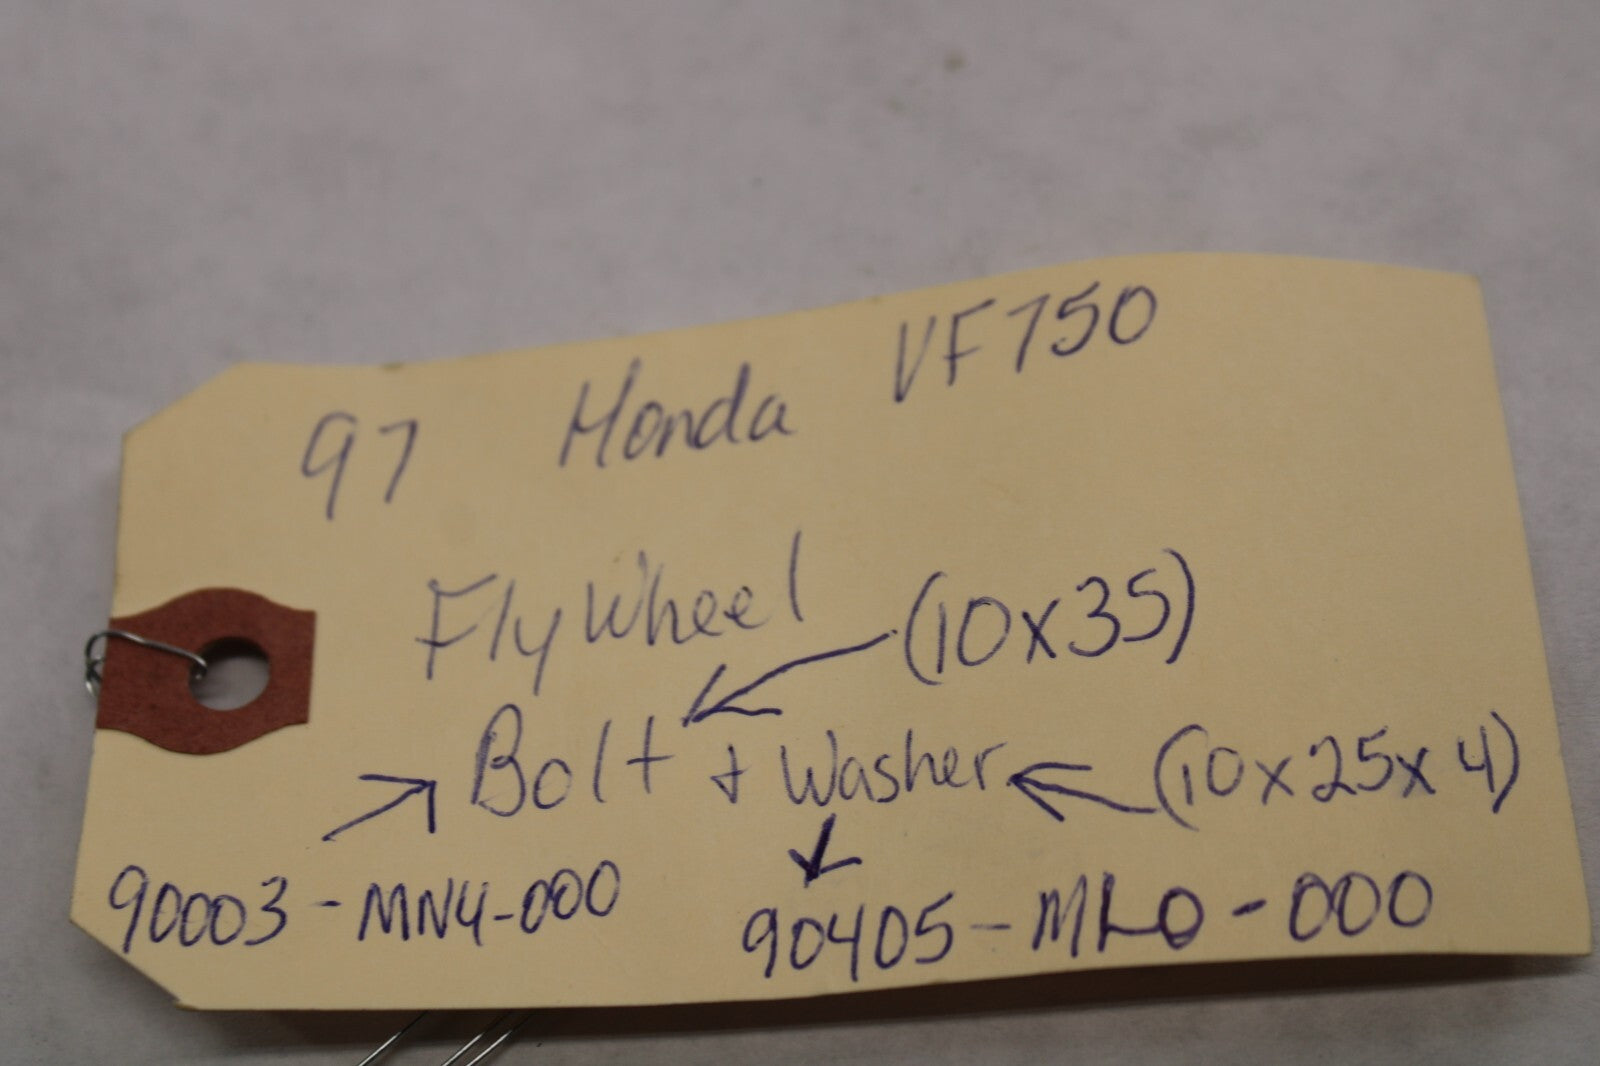 97 Honda VF750
FlyWheel (10x35)
Bolt + Washer (10x25x4)
90003-MN4-000 90405-ML0-000